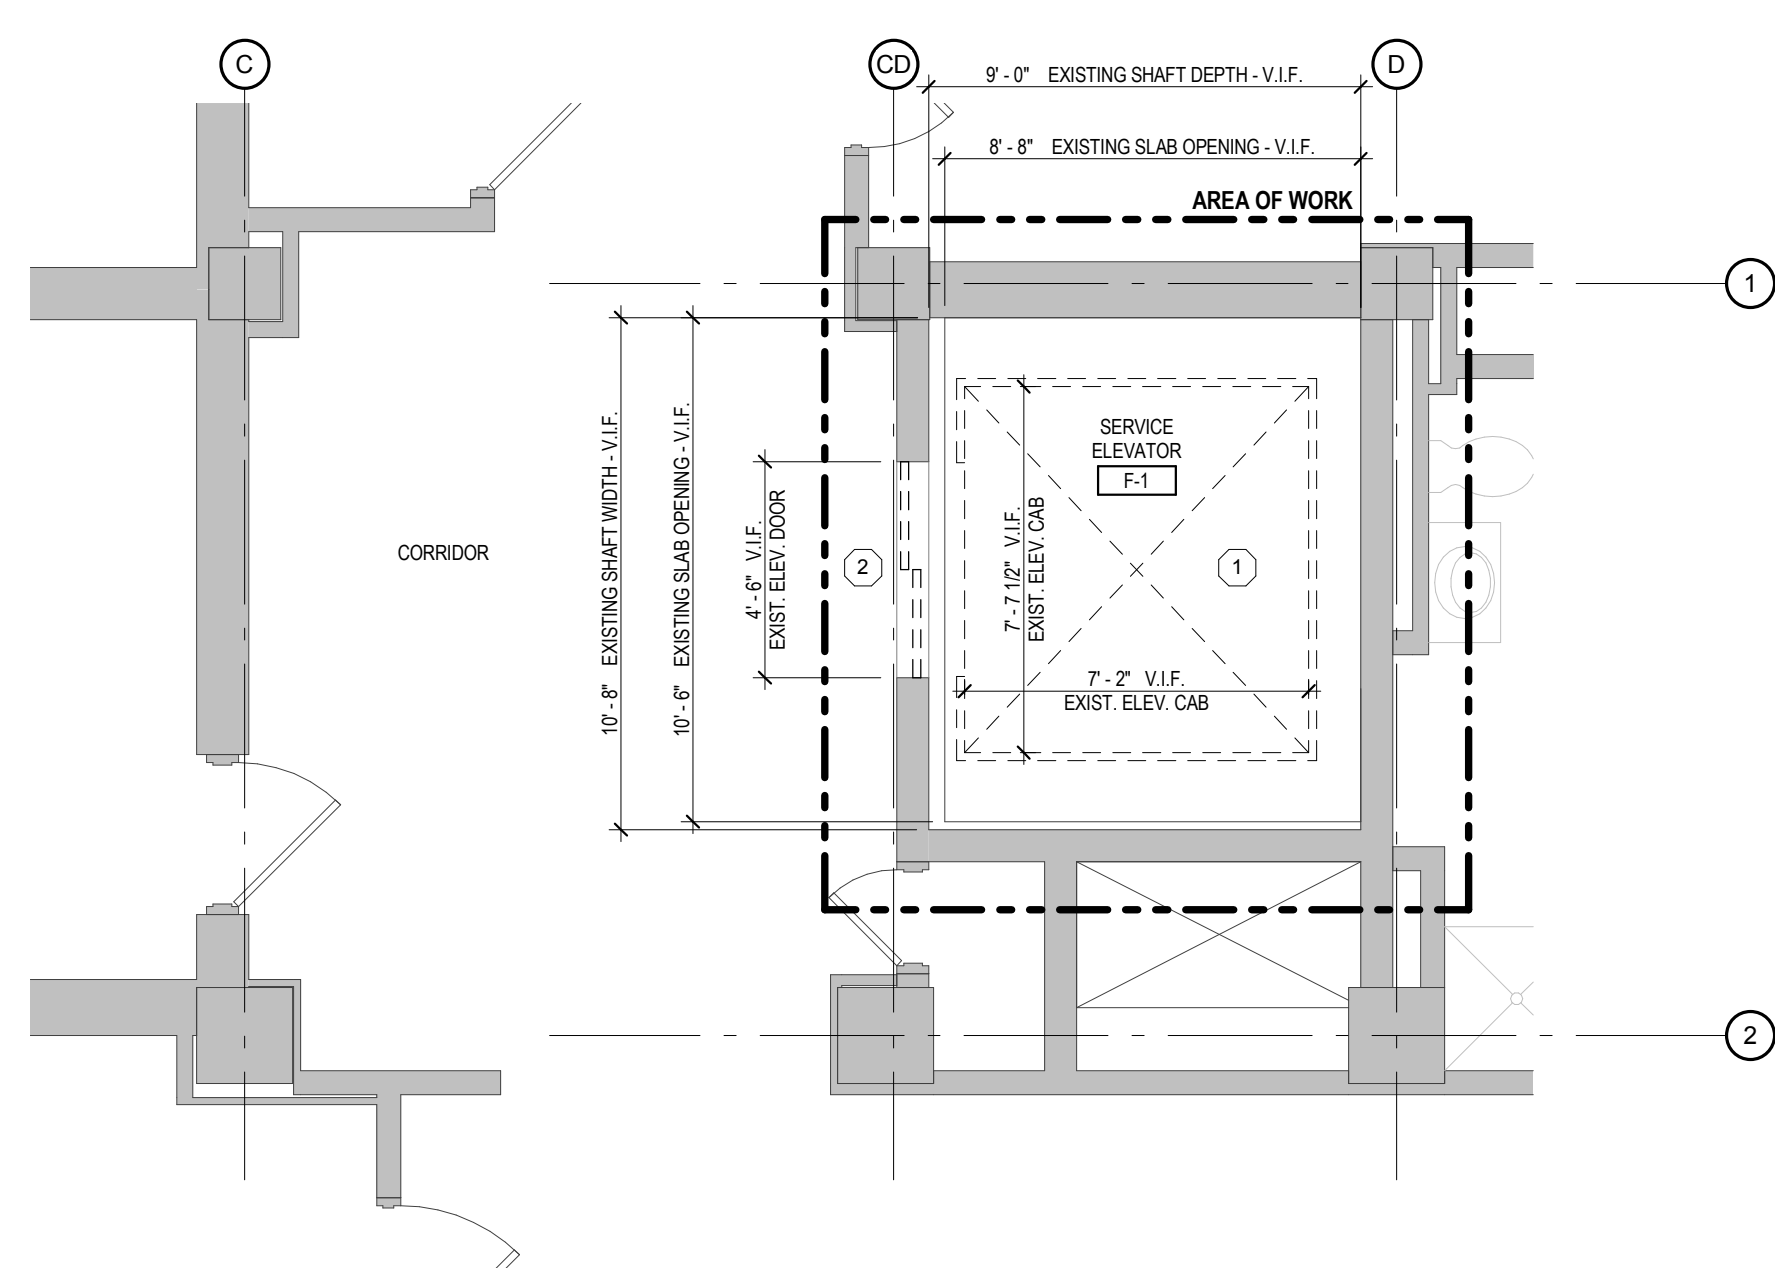 C
CD
D
9' - 0" EXISTING SHAFT DEPTH - V.I.F.
8' - 8" EXISTING SLAB OPENING - V.I.F.
AREA OF WORK
1
10' - 8" EXISTING SHAFT WIDTH - V.I.F.
10' - 6" EXISTING SLAB OPENING - V.I.F.
4' - 6" V.I.F.
EXIST. ELEV. DOOR
SERVICE
ELEVATOR
F-1
7' - 7 1/2" V.I.F.
EXIST. ELEV. CAB
CORRIDOR
2
1
7' - 2" V.I.F.
EXIST. ELEV. CAB
2